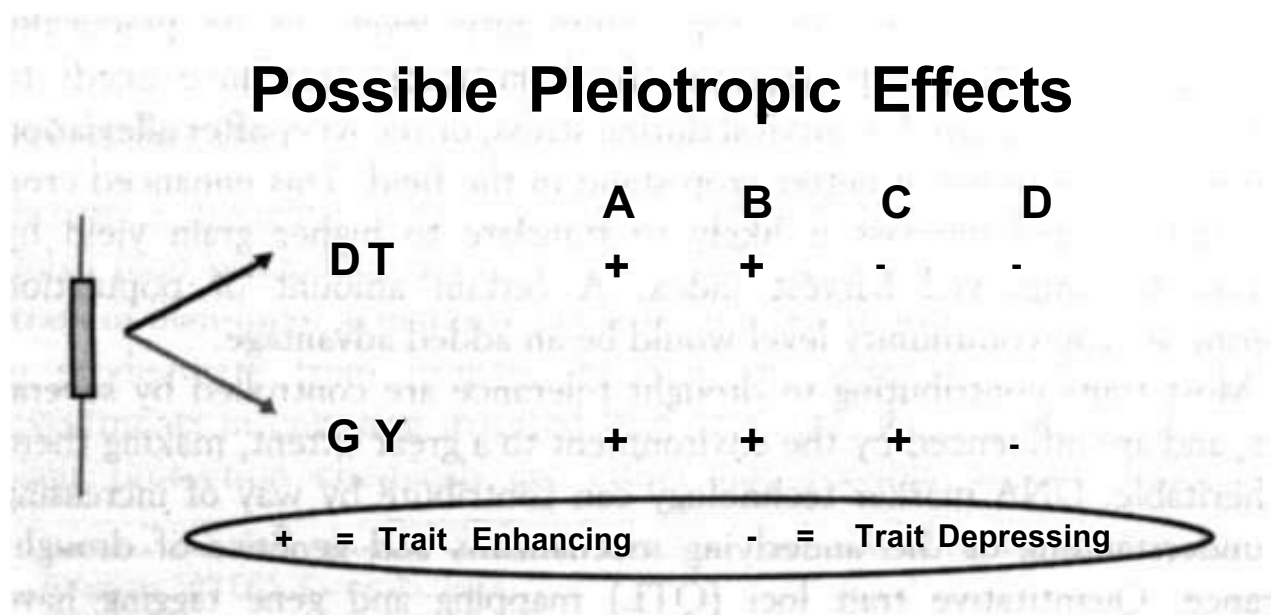 Possible Pleiotropic Effects
A B C D
DT + + - -
GY + + + -
+ = Trait Enhancing - = Trait Depressing